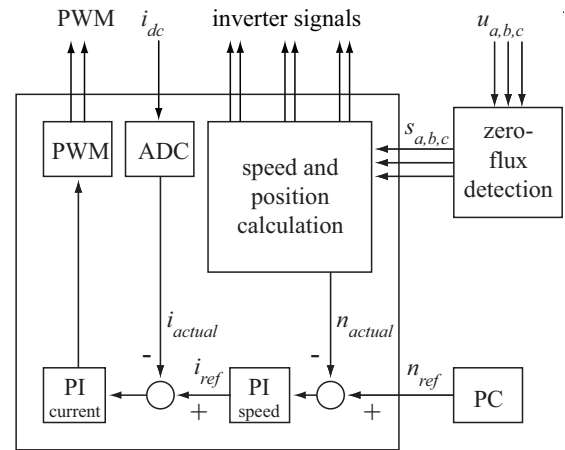 PWM
i_dc
inverter signals
u_a,b,c
PWM
ADC
speed and
position
calculation
s_a,b,c
zero-
flux
detection
i_actual
n_actual
-
-
i_ref
n_ref
PI
current
+
PI
speed
+
PC